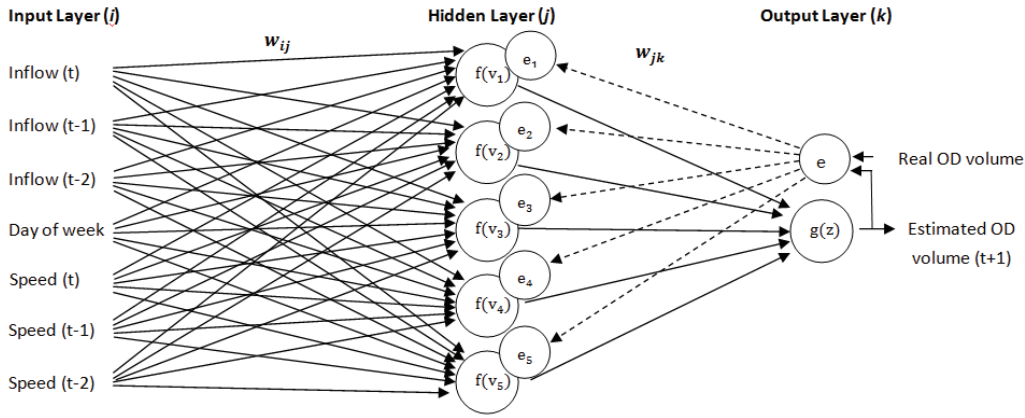 Input Layer (i)
Hidden Layer (j)
Output Layer (k)
w_ij
w_jk
Inflow (t)
Inflow (t-1)
Inflow (t-2)
Day of week
Speed (t)
Speed (t-1)
Speed (t-2)
f(v₁)
e₁
f(v₂)
e₂
f(v₃)
e₃
f(v₄)
e₄
f(v₅)
e₅
e
g(z)
Real OD volume
Estimated OD
volume (t+1)